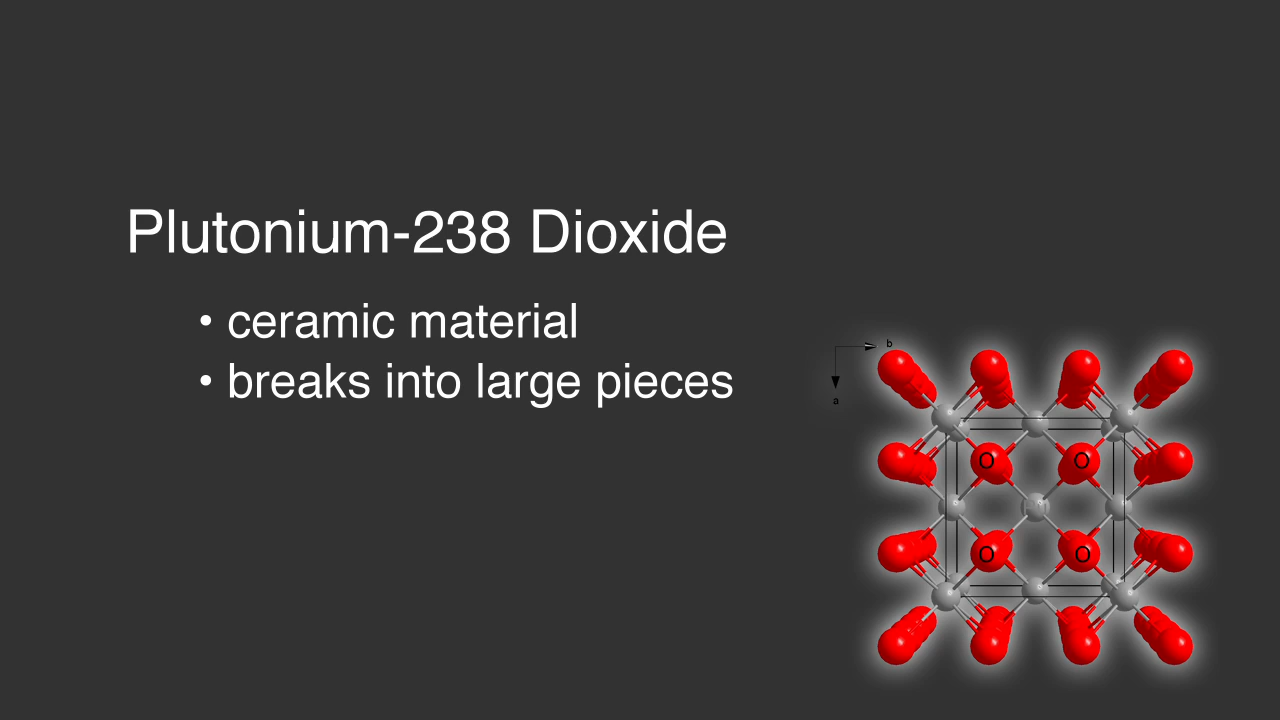 Plutonium-238 Dioxide
• ceramic material
• breaks into large pieces
b
a
O O
O O